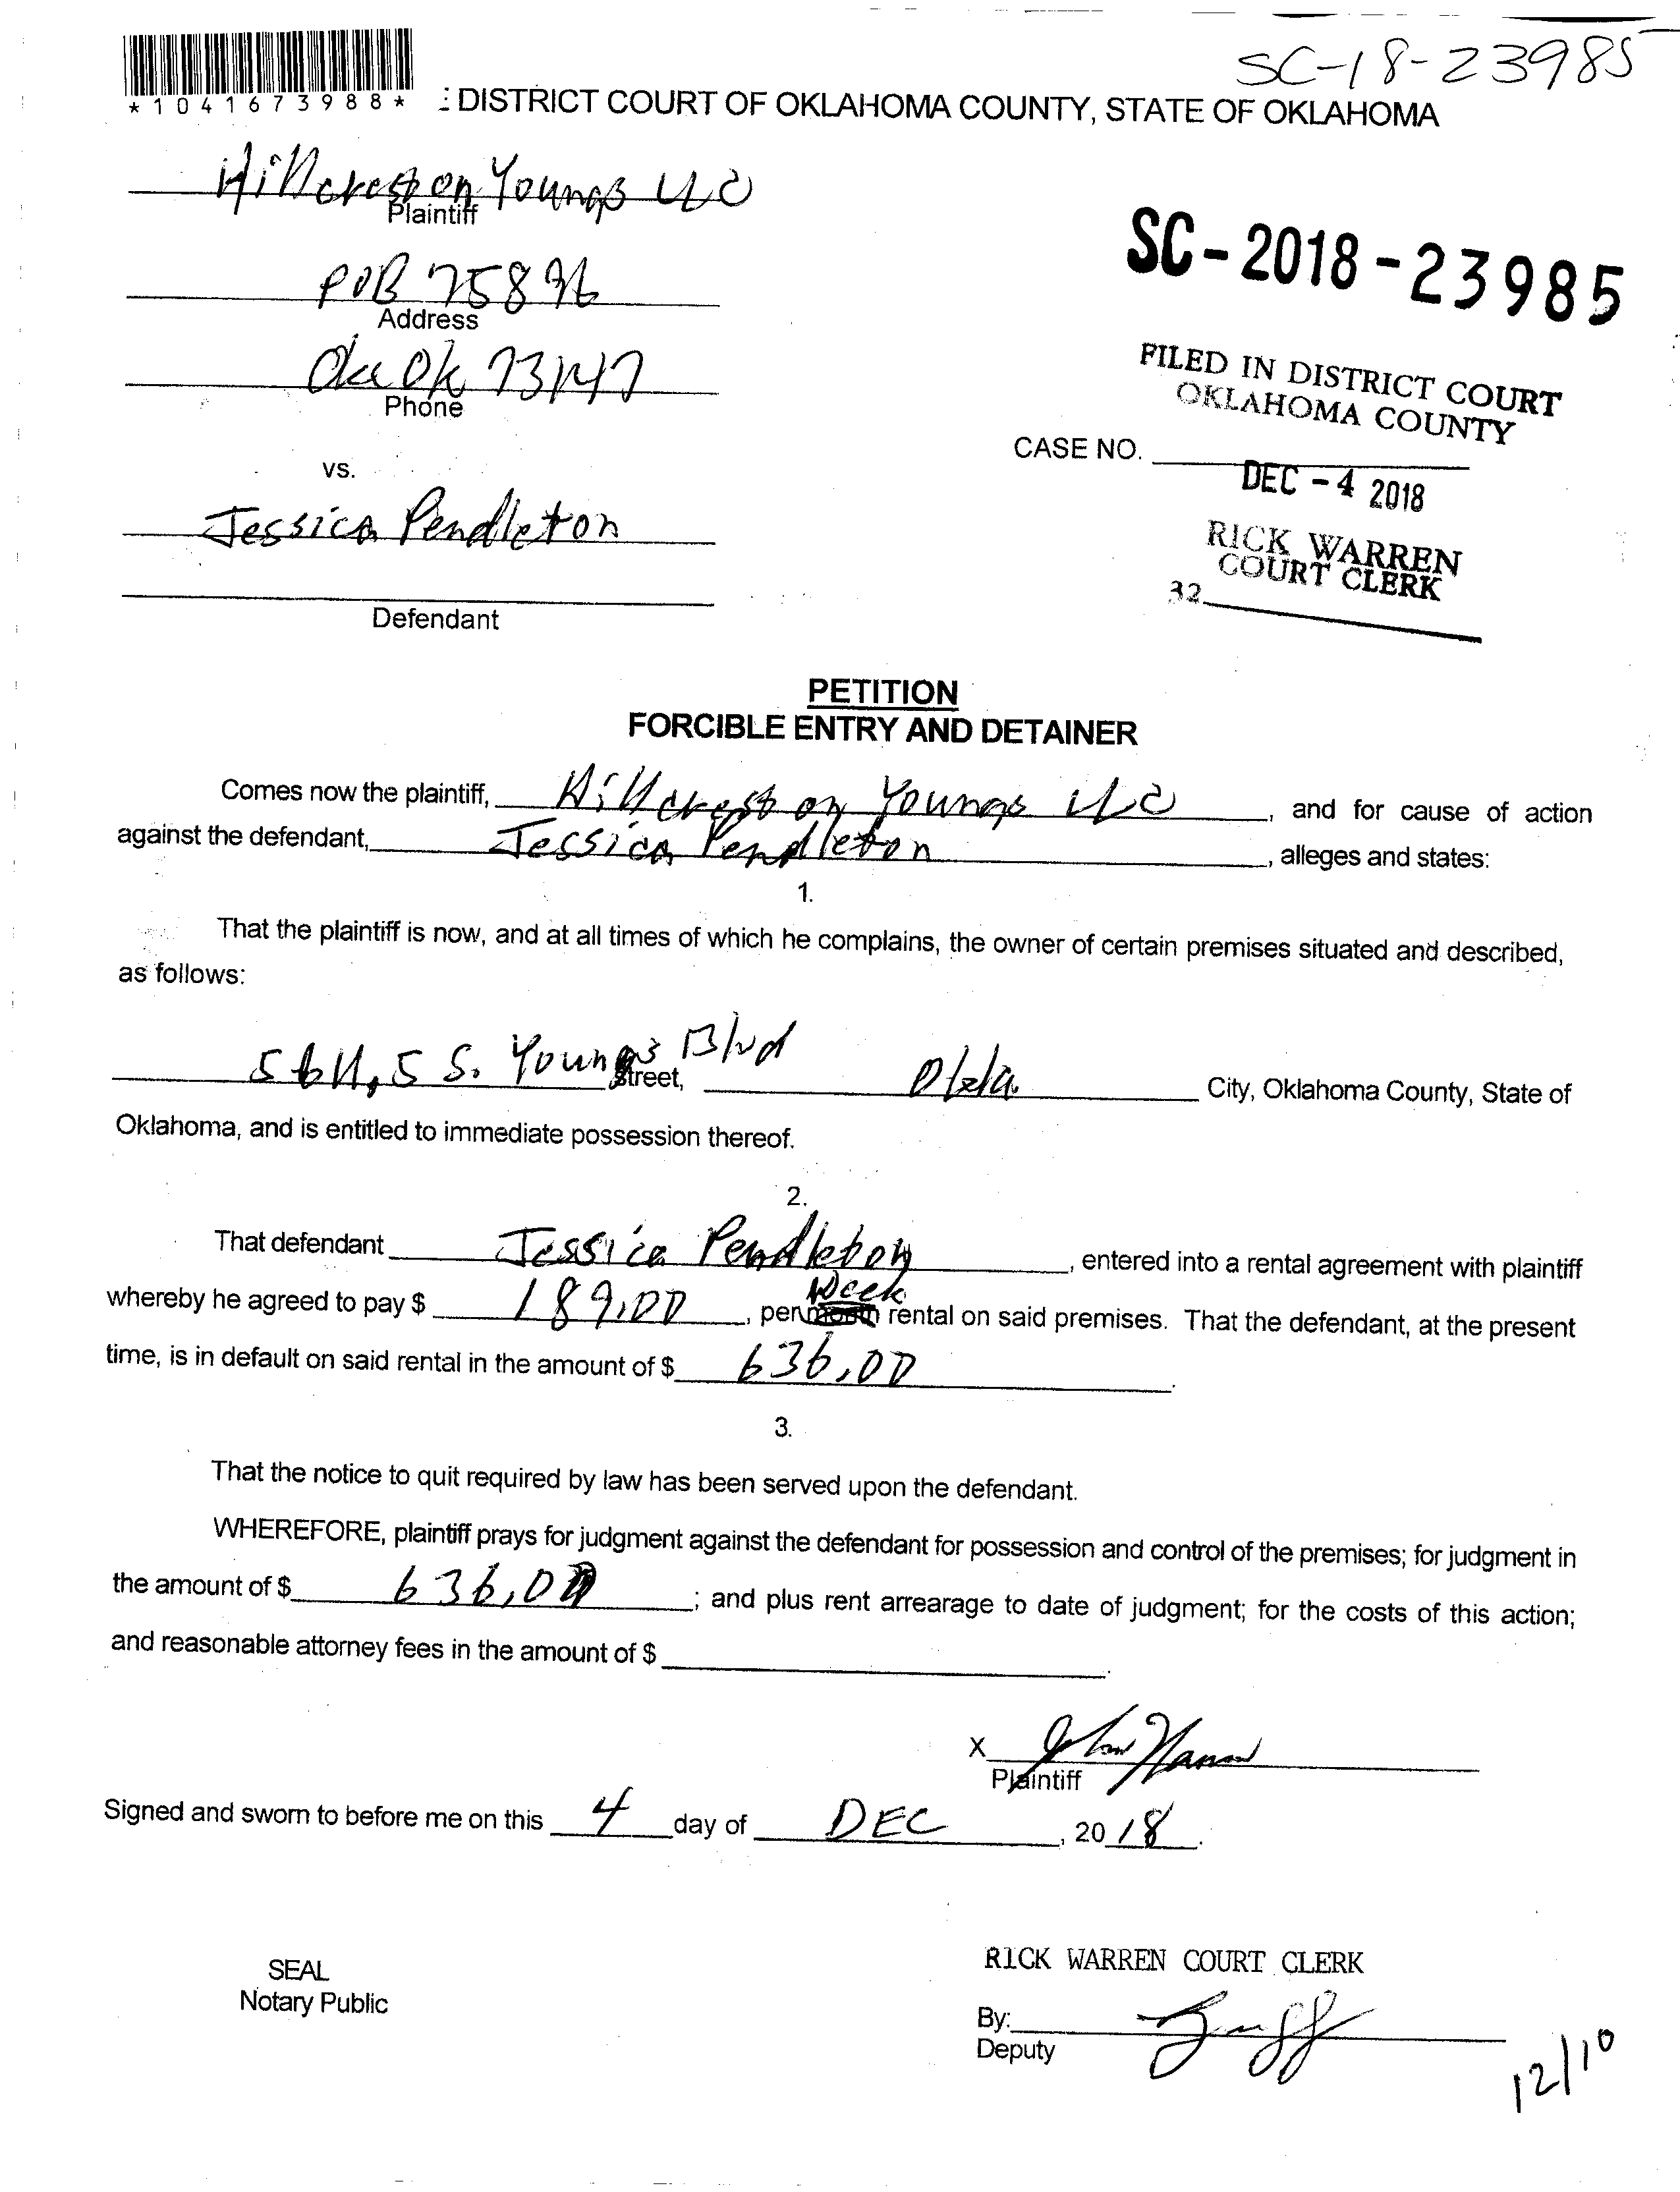 SC-18-23985
*1041673988*
DISTRICT COURT OF OKLAHOMA COUNTY, STATE OF OKLAHOMA
Hillcrest on Youngs LLC
Plaintiff
SC-2018-23985
POB 75896
Address
FILED IN DISTRICT COURT
OKLAHOMA COUNTY
Ok 73147
Phone
CASE NO.
DEC -4 2018
vs.
Jessica Pendleton
RICK WARREN
COURT CLERK
32
Defendant
PETITION
FORCIBLE ENTRY AND DETAINER
Comes now the plaintiff, Hillcrest on Youngs LLC, and for cause of action
against the defendant, Jessica Pendleton, alleges and states:
1.
That the plaintiff is now, and at all times of which he complains, the owner of certain premises situated and described,
as follows:
S. Youngs Blvd Street, Okla. City, Oklahoma County, State of
Oklahoma, and is entitled to immediate possession thereof.
2.
That defendant Jessica Pendleton, entered into a rental agreement with plaintiff
whereby he agreed to pay $ 189.00, per Week rental on said premises. That the defendant, at the present
time, is in default on said rental in the amount of $ 636.00.
3.
That the notice to quit required by law has been served upon the defendant.
WHEREFORE, plaintiff prays for judgment against the defendant for possession and control of the premises; for judgment in
the amount of $ 636.00; and plus rent arrearage to date of judgment; for the costs of this action;
and reasonable attorney fees in the amount of $
X
Plaintiff
Signed and sworn to before me on this 4 day of DEC, 2018.
SEAL
Notary Public
RICK WARREN COURT CLERK
By:
Deputy
12/10